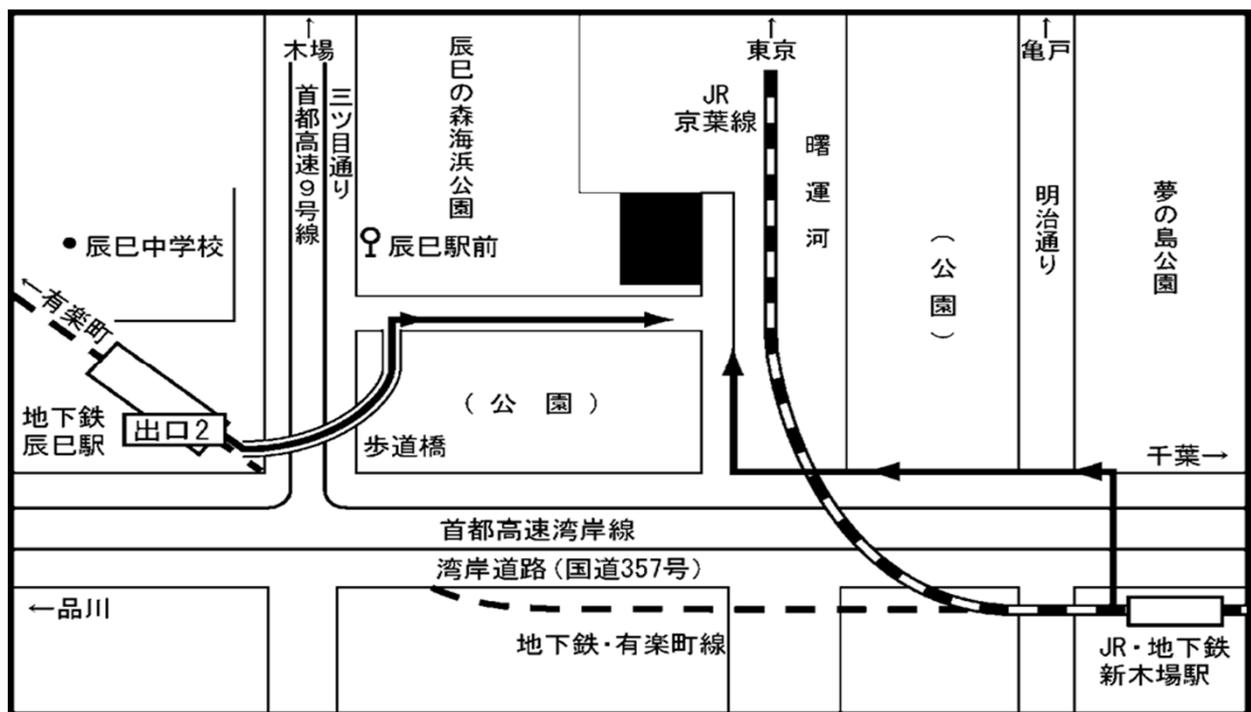 ↑
木場
首都高速9号線
三ツ目通り
辰巳の森海浜公園
↑
東京
JR
京葉線
曙運河
↑
亀戸
明治通り
夢の島公園
(公園)
●辰巳中学校
辰巳駅前
←有楽町
地下鉄
辰巳駅
出口2
歩道橋
(公園)
千葉→
首都高速湾岸線
湾岸道路(国道357号)
←品川
地下鉄・有楽町線
JR・地下鉄
新木場駅